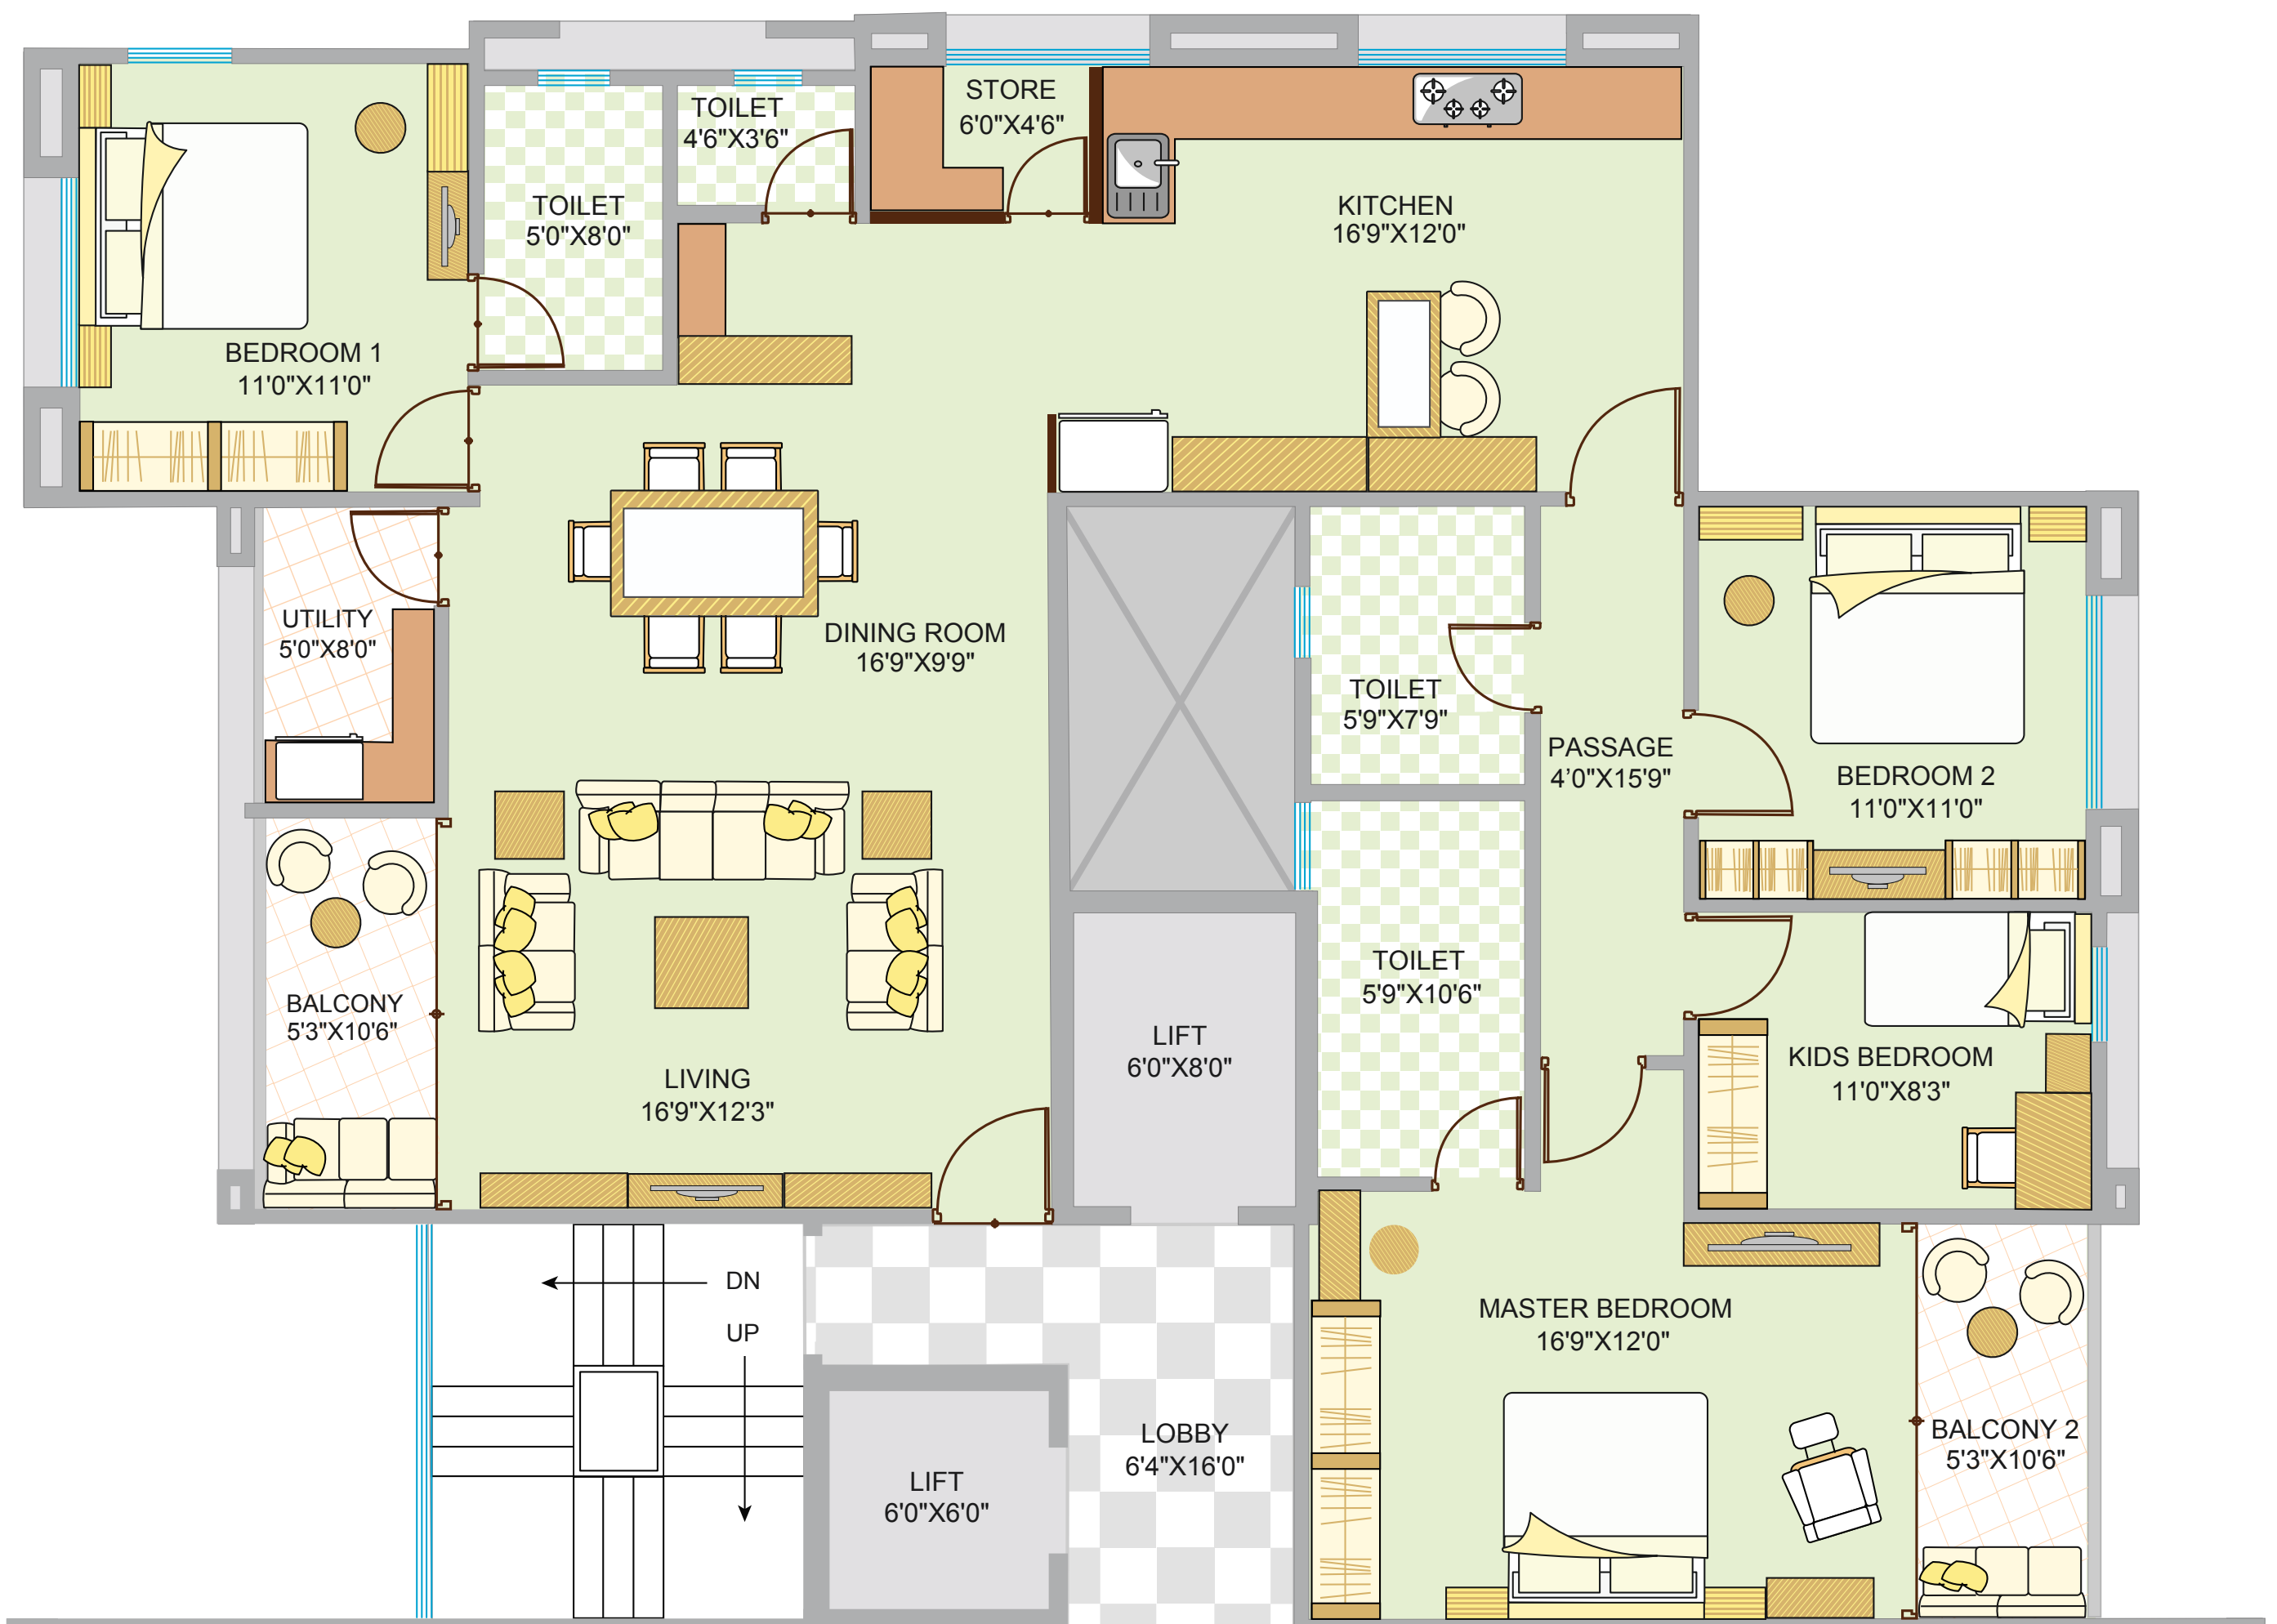 TOILET
4'6"X3'6"
STORE
6'0"X4'6"
TOILET
5'0"X8'0"
KITCHEN
16'9"X12'0"
BEDROOM 1
11'0"X11'0"
UTILITY
5'0"X8'0"
DINING ROOM
16'9"X9'9"
TOILET
5'9"X7'9"
PASSAGE
4’0"X15'9"
BEDROOM 2
11'0"X11'0"
BALCONY
5'3"X10'6"
LIVING
16'9"X12'3"
LIFT
6'0"X8'0"
TOILET
5'9"X10'6"
KIDS BEDROOM
11'0"X8'3"
DN
UP
MASTER BEDROOM
16'9"X12'0"
LIFT
6'0"X6'0"
LOBBY
6'4"X16'0"
BALCONY 2
5'3"X10'6"